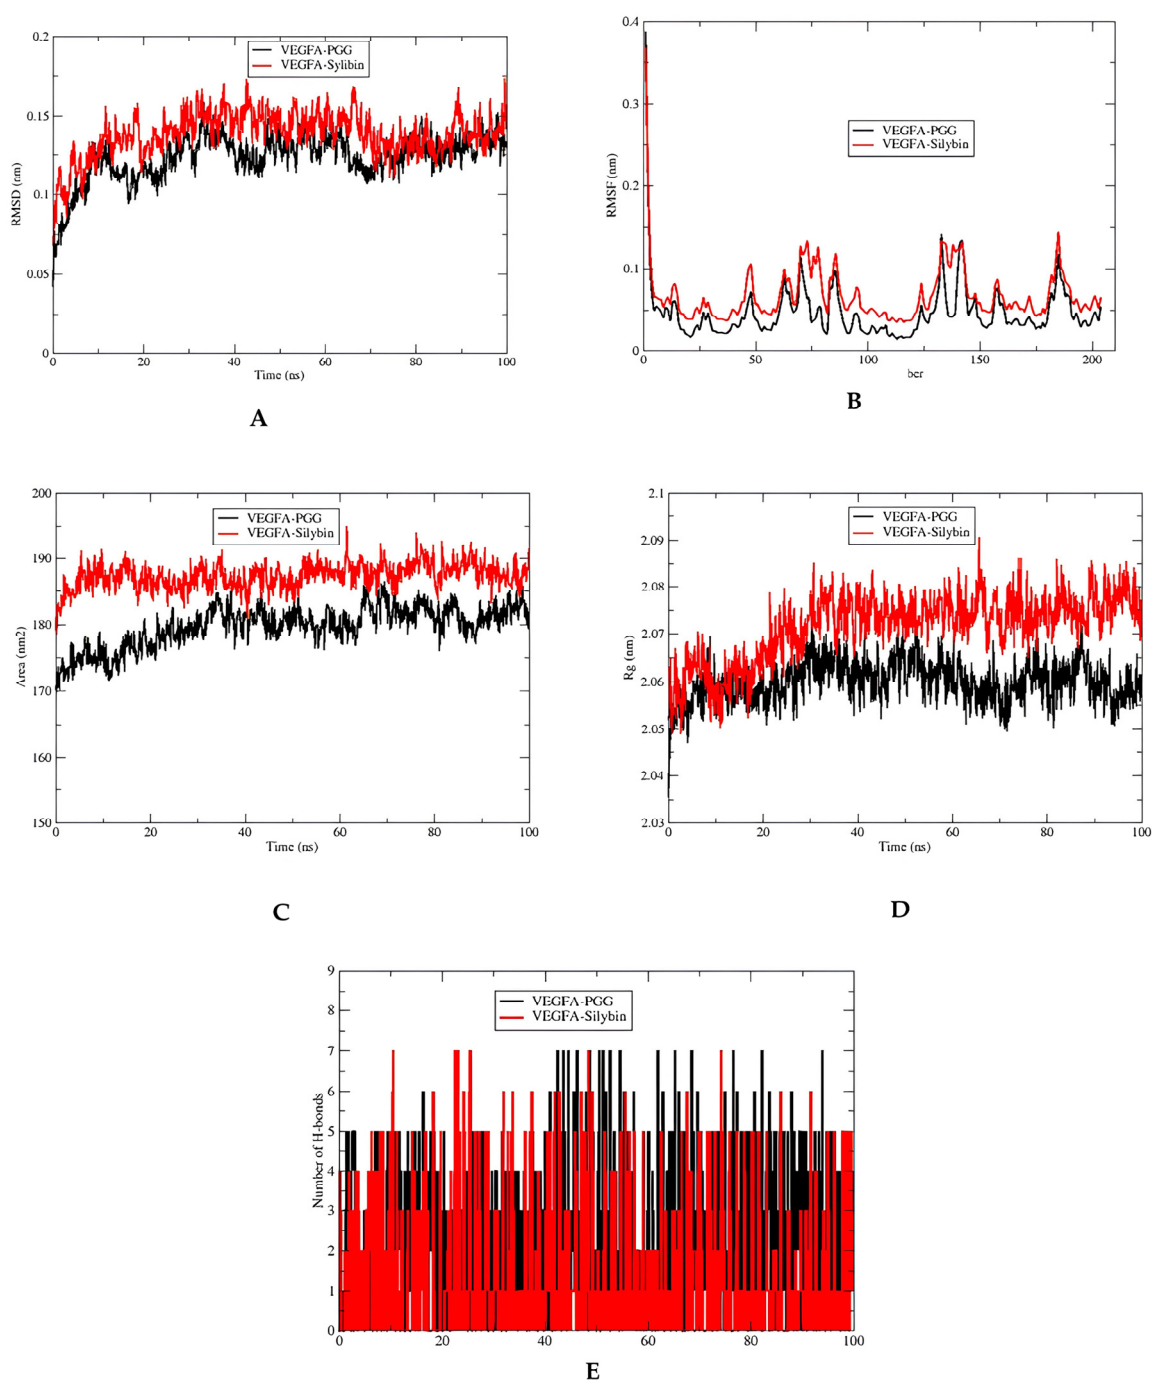 0.2
VEGFA-PGG
VEGFA-Sylibin
0.15
0.1
0.05
0
RMSD (nm)
0 20 40 60 80 100
Time (ns)
A
0.4
0.3
0.2
0.1
0
VEGFA-PGG
VEGFA-Silybin
RMSF (nm)
0 50 100 150 200
A
B
200
190
180
170
160
150
VEGFA-PGG
VEGFA-Silybin
Area (nm2)
0 20 40 60 80 100
Time (ns)
C
2.1
2.09
2.08
2.07
2.06
2.05
2.04
2.03
VEGFA-PGG
VEGFA-Silybin
Rg (nm)
0 20 40 60 80 100
Time (ns)
D
9
8
7
6
5
4
3
2
1
0
VEGFA-PGG
VEGFA-Silybin
Number of H-bonds
0 20 40 60 80 100
E